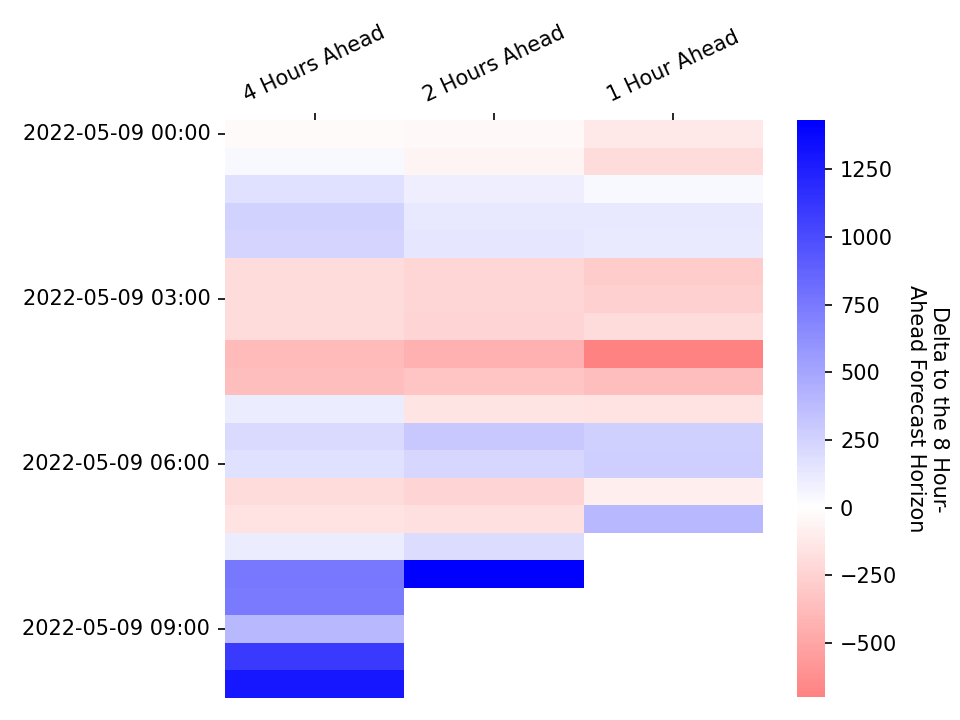 4 Hours Ahead
2 Hours Ahead
1 Hour Ahead
2022-05-09 00:00
2022-05-09 03:00
2022-05-09 06:00
2022-05-09 09:00
1250
1000
750
500
250
0
−250
−500
Delta to the 8 Hour-
Ahead Forecast Horizon